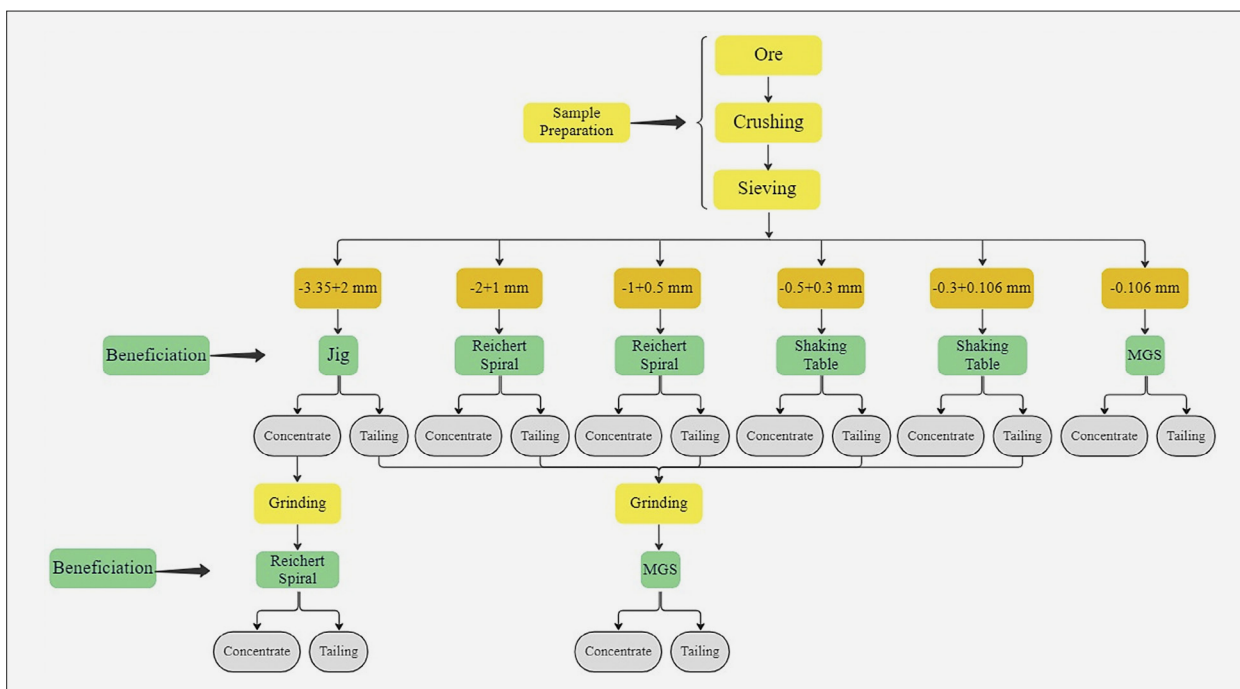 Ore
Sample
Preparation
Crushing
Sieving
-3.35+2 mm
-2+1 mm
-1+0.5 mm
-0.5+0.3 mm
-0.3+0.106 mm
-0.106 mm
Beneficiation
Jig
Reichert
Spiral
Reichert
Spiral
Shaking
Table
Shaking
Table
MGS
Concentrate
Tailing
Concentrate
Tailing
Concentrate
Tailing
Concentrate
Tailing
Concentrate
Tailing
Concentrate
Tailing
Grinding
Grinding
Beneficiation
Reichert
Spiral
MGS
Concentrate
Tailing
Concentrate
Tailing